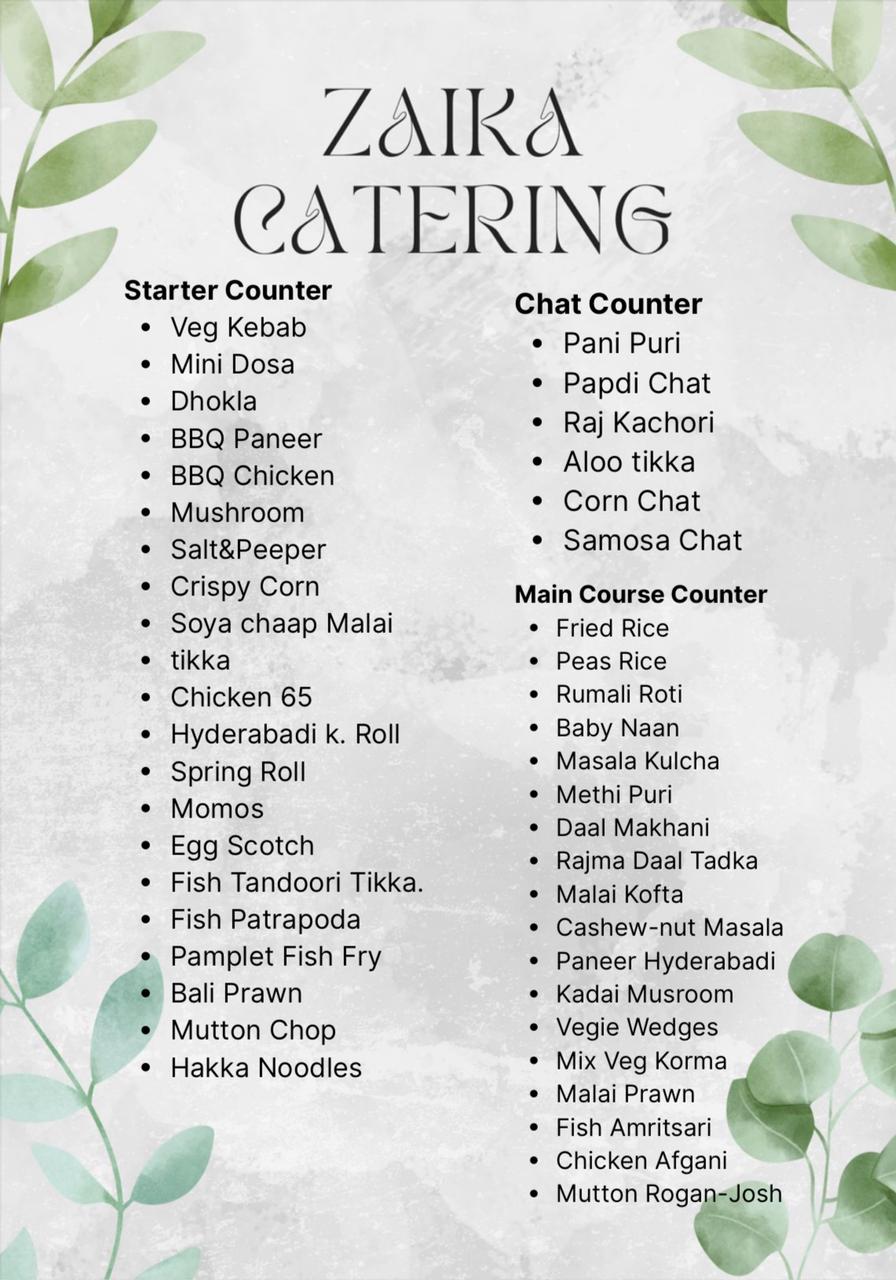 ZAIKA
CATERING
Starter Counter
• Veg Kebab
• Mini Dosa
• Dhokla
• BBQ Paneer
• BBQ Chicken
• Mushroom
• Salt&Peeper
• Crispy Corn
• Soya chaap Malai
• tikka
• Chicken 65
• Hyderabadi k. Roll
• Spring Roll
• Momos
• Egg Scotch
• Fish Tandoori Tikka.
• Fish Patrapoda
• Pamplet Fish Fry
• Bali Prawn
• Mutton Chop
• Hakka Noodles
Chat Counter
• Pani Puri
• Papdi Chat
• Raj Kachori
• Aloo tikka
• Corn Chat
• Samosa Chat
Main Course Counter
• Fried Rice
• Peas Rice
• Rumali Roti
• Baby Naan
• Masala Kulcha
• Methi Puri
• Daal Makhani
• Rajma Daal Tadka
• Malai Kofta
• Cashew-nut Masala
• Paneer Hyderabadi
• Kadai Musroom
• Vegie Wedges
• Mix Veg Korma
• Malai Prawn
• Fish Amritsari
• Chicken Afgani
• Mutton Rogan-Josh